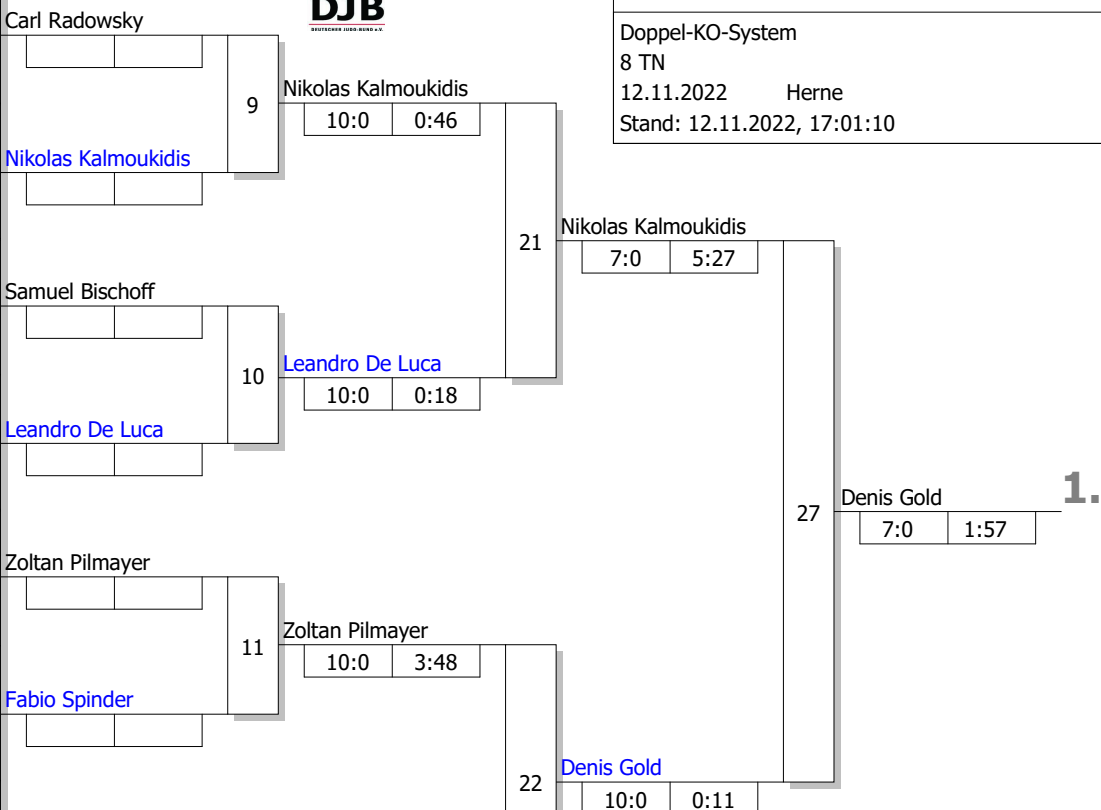 DJB
DEUTSCHER JUDO-BUND e.V.
Doppel-KO-System
8 TN
12.11.2022 Herne
Stand: 12.11.2022, 17:01:10
Carl Radowsky
9
Nikolas Kalmoukidis
10:0 0:46
Nikolas Kalmoukidis
21
Nikolas Kalmoukidis
7:0 5:27
Samuel Bischoff
10
Leandro De Luca
10:0 0:18
Leandro De Luca
27
Denis Gold
1.
7:0 1:57
Zoltan Pilmayer
11
Zoltan Pilmayer
10:0 3:48
Fabio Spinder
22
Denis Gold
10:0 0:11